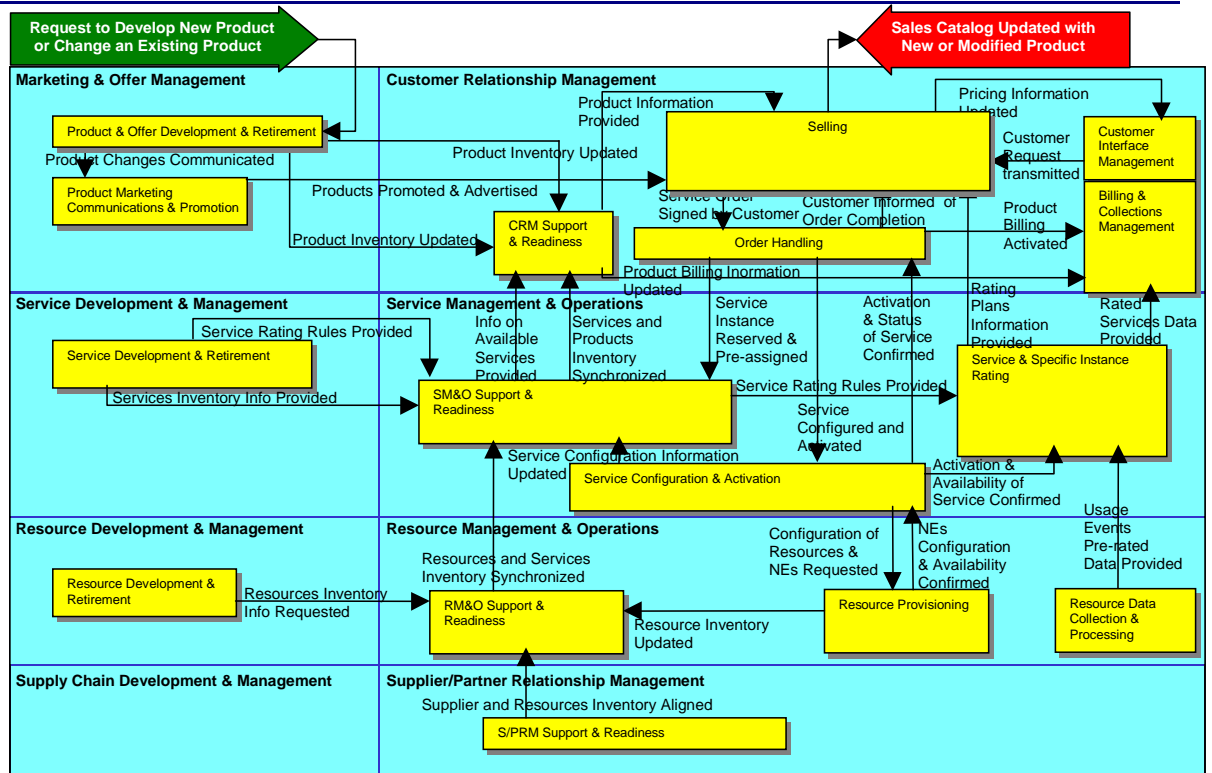 Request to Develop New Product
or Change an Existing Product
Sales Catalog Updated with
New or Modified Product
Marketing & Offer Management
Customer Relationship Management
Product & Offer Development & Retirement
Product Changes Communicated
Product Marketing
Communications & Promotion
Product Information
Provided
Product Inventory Updated
Products Promoted & Advertised
Product Inventory Updated
CRM Support
& Readiness
Selling
Pricing Information
Updated
Customer
Request
transmitted
Customer
Interface
Management
Service Order
Signed by Customer
Customer Informed of
Order Completion
Order Handling
Product
Billing
Activated
Billing &
Collections
Management
Product Billing Inormation
Updated
Service Development & Management
Service Management & Operations
Service Rating Rules Provided
Service Development & Retirement
Services Inventory Info Provided
Info on
Available
Services
Provided
Services and
Products
Inventory
Synchronized
Service
Instance
Reserved &
Pre-assigned
Activation
& Status
of Service
Confirmed
Rating
Plans
Information
Provided
Rated
Services Data
Provided
SM&O Support &
Readiness
Service Rating Rules Provided
Service & Specific Instance
Rating
Service
Configured and
Activated
Service Configuration Information
Updated
Service Configuration & Activation
Activation &
Availability of
Service Confirmed
Resource Development & Management
Resource Management & Operations
Resource Development &
Retirement
Resources Inventory
Info Requested
Resources and Services
Inventory Synchronized
RM&O Support &
Readiness
Resource Inventory
Updated
Configuration of
Resources &
NEs Requested
NEs
Configuration
& Availability
Confirmed
Resource Provisioning
Usage
Events
Pre-rated
Data Provided
Resource Data
Collection &
Processing
Supply Chain Development & Management
Supplier/Partner Relationship Management
Supplier and Resources Inventory Aligned
S/PRM Support & Readiness